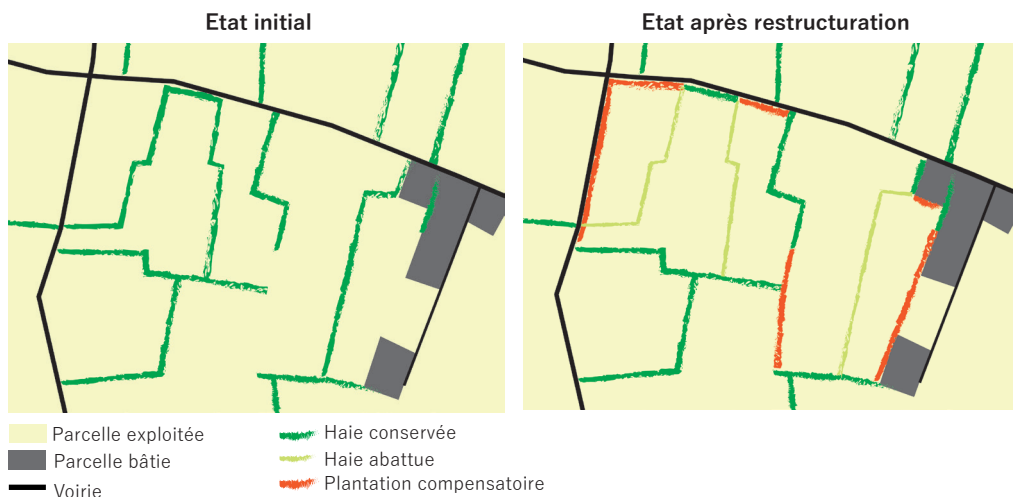 Etat initial
Etat après restructuration
Parcelle exploitée
Parcelle bâtie
Voirie
Haie conservée
Haie abattue
Plantation compensatoire